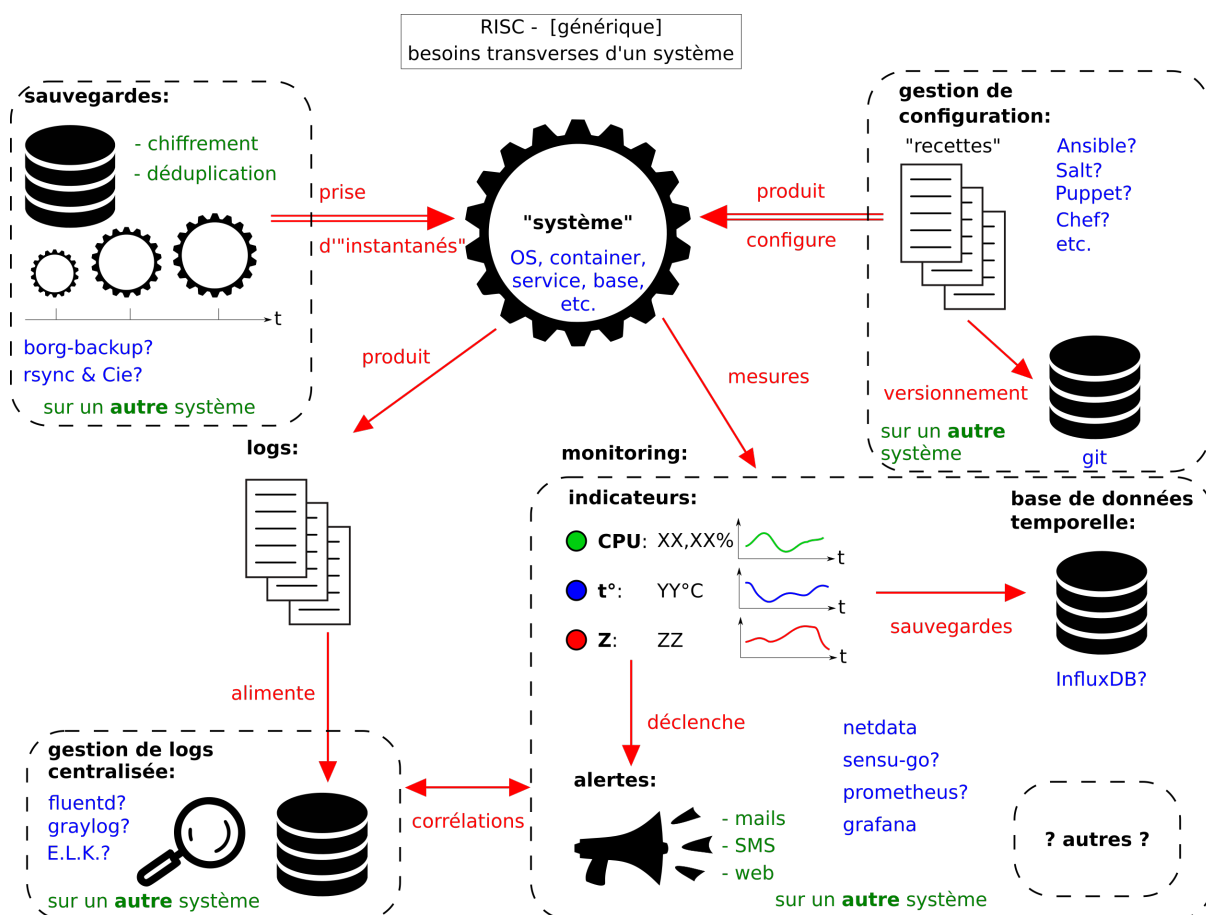 RISC - [générique]
besoins transverses d'un système
sauvegardes:
- chiffrement
- déduplication
t
borg-backup?
rsync & Cie?
sur un autre système
prise
d'"instantanés"
"système"
OS, container,
service, base,
etc.
produit
configure
gestion de
configuration:
"recettes"
Ansible?
Salt?
Puppet?
Chef?
etc.
versionnement
sur un autre
système
git
produit
mesures
logs:
alimente
gestion de logs
centralisée:
fluentd?
graylog?
E.L.K.?
sur un autre système
corrélations
monitoring:
indicateurs:
CPU: XX,XX%
t
t°: YY°C
t
Z: ZZ
t
sauvegardes
base de données
temporelle:
InfluxDB?
déclenche
alertes:
- mails
- SMS
- web
netdata
sensu-go?
prometheus?
grafana
? autres ?
sur un autre système